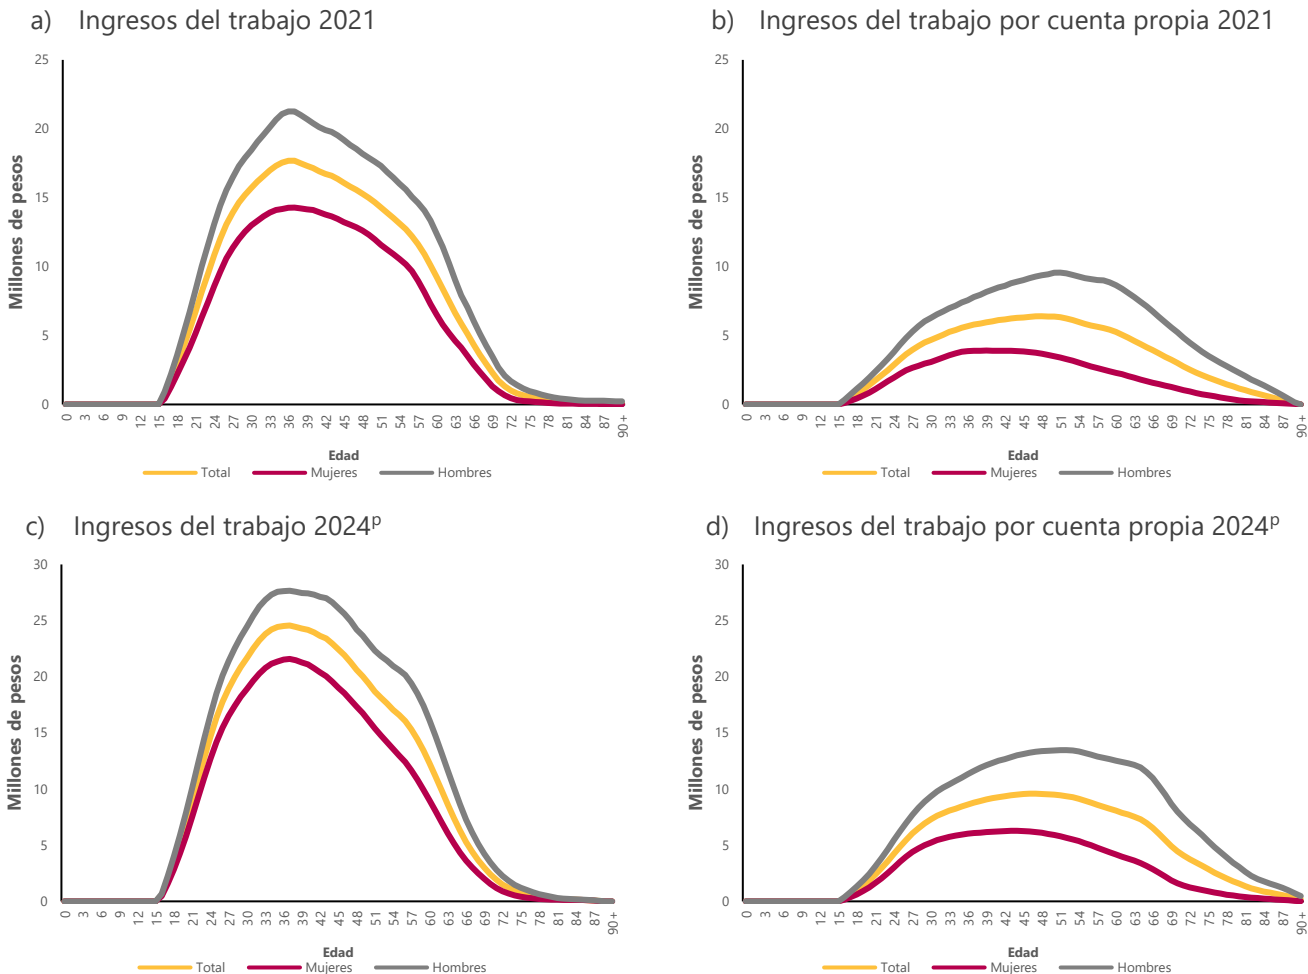 a) Ingresos del trabajo 2021
25
20
15
10
5
0
Millones de pesos
0 3 6 9 12 15 18 21 24 27 30 33 36 39 42 45 48 51 54 57 60 63 66 69 72 75 78 81 84 87 90+
Edad
Total Mujeres Hombres
b) Ingresos del trabajo por cuenta propia 2021
25
20
15
10
5
0
Millones de pesos
0 3 6 9 12 15 18 21 24 27 30 33 36 39 42 45 48 51 54 57 60 63 66 69 72 75 78 81 84 87 90+
Edad
Total Mujeres Hombres
c) Ingresos del trabajo 2024ᵖ
30
25
20
15
10
5
0
Millones de pesos
0 3 6 9 12 15 18 21 24 27 30 33 36 39 42 45 48 51 54 57 60 63 66 69 72 75 78 81 84 87 90+
Edad
Total Mujeres Hombres
d) Ingresos del trabajo por cuenta propia 2024ᵖ
30
25
20
15
10
5
0
Millones de pesos
0 3 6 9 12 15 18 21 24 27 30 33 36 39 42 45 48 51 54 57 60 63 66 69 72 75 78 81 84 87 90+
Edad
Total Mujeres Hombres